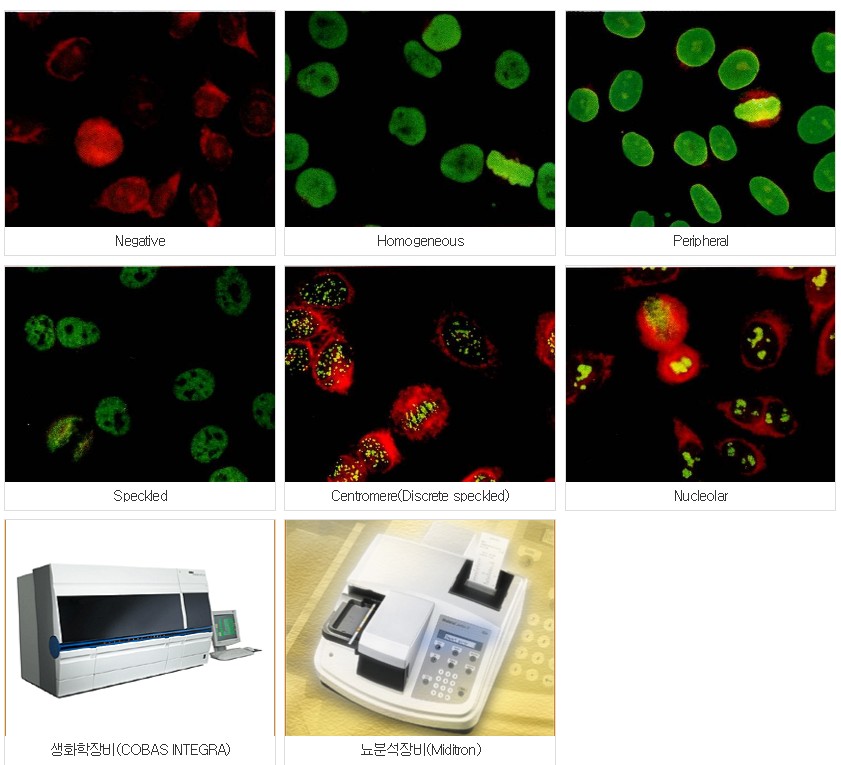 Negative
Homogeneous
Peripheral
Speckled
Centromere(Discrete speckled)
Nucleolar
생화학장비(COBAS INTEGRA)
뇨분석장비(Miditron)